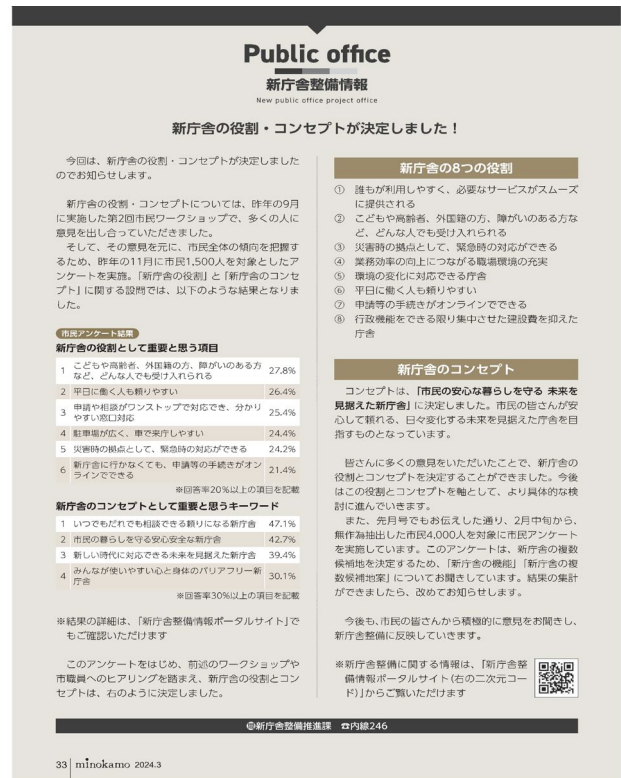 Public office
新庁舎整備情報
New public office project office
新庁舎の役割・コンセプトが決定しました！
今回は、新庁舎の役割・コンセプトが決定しました
のでお知らせします。
新庁舎の役割・コンセプトについては、昨年の9月
に実施した第2回市民ワークショップで、多くの人に
意見を出し合っていただきました。
そして、その意見を元に、市民全体の傾向を把握す
るため、昨年の11月に市民1,500人を対象としたア
ンケートを実施。「新庁舎の役割」と「新庁舎のコンセ
プト」に関する設問では、以下のような結果となりま
した。
市民アンケート結果
新庁舎の役割として重要と思う項目
1 こどもや高齢者、外国籍の方、障がいのある方
など、どんな人でも受け入れられる 27.8%
2 平日に働く人も頼りやすい 26.4%
3 申請や相談がワンストップで対応でき、分かり
やすい窓口対応 25.4%
4 駐車場が広く、車で来庁しやすい 24.4%
5 災害時の拠点として、緊急時の対応ができる 24.2%
6 新庁舎に行かなくても、申請等の手続きがオン
ラインでできる 21.4%
※回答率20%以上の項目を記載
新庁舎のコンセプトとして重要と思うキーワード
1 いつでもだれでも相談できる頼りになる新庁舎 47.1%
2 市民の暮らしを守る安心安全な新庁舎 42.7%
3 新しい時代に対応できる未来を見据えた新庁舎 39.4%
4 みんなが使いやすい心と身体のバリアフリー新
庁舎 30.1%
※回答率30%以上の項目を記載
※結果の詳細は、「新庁舎整備情報ポータルサイト」で
もご確認いただけます
このアンケートをはじめ、前述のワークショップや
市職員へのヒアリングを踏まえ、新庁舎の役割とコン
セプトは、右のように決定しました。
新庁舎の8つの役割
① 誰もが利用しやすく、必要なサービスがスムーズ
に提供される
② こどもや高齢者、外国籍の方、障がいのある方な
ど、どんな人でも受け入れられる
③ 災害時の拠点として、緊急時の対応ができる
④ 業務効率の向上につながる職場環境の充実
⑤ 環境の変化に対応できる庁舎
⑥ 平日に働く人も頼りやすい
⑦ 申請等の手続きがオンラインでできる
⑧ 行政機能をできる限り集中させた建設費を抑えた
庁舎
新庁舎のコンセプト
コンセプトは、「市民の安心な暮らしを守る 未来を
見据えた新庁舎」に決定しました。市民の皆さんが安
心して頼れる、日々変化する未来を見据えた庁舎を目
指すものとなっています。
皆さんに多くの意見をいただいたことで、新庁舎の
役割とコンセプトを決定することができました。今後
はこの役割とコンセプトを軸として、より具体的な検
討に進んでいきます。
また、先月号でもお伝えした通り、2月中旬から、
無作為抽出した市民4,000人を対象に市民アンケート
を実施しています。このアンケートは、新庁舎の複数
候補地を決定するため、「新庁舎の機能」「新庁舎の複
数候補地案」についてお聞きしています。結果の集計
ができましたら、改めてお知らせします。
今後も、市民の皆さんから積極的に意見をお聞きし、
新庁舎整備に反映していきます。
※新庁舎整備に関する情報は、「新庁舎整
備情報ポータルサイト(右の二次元コー
ド)」からご覧いただけます
新庁舎整備推進課 ☎内線246
33 minokamo 2024.3